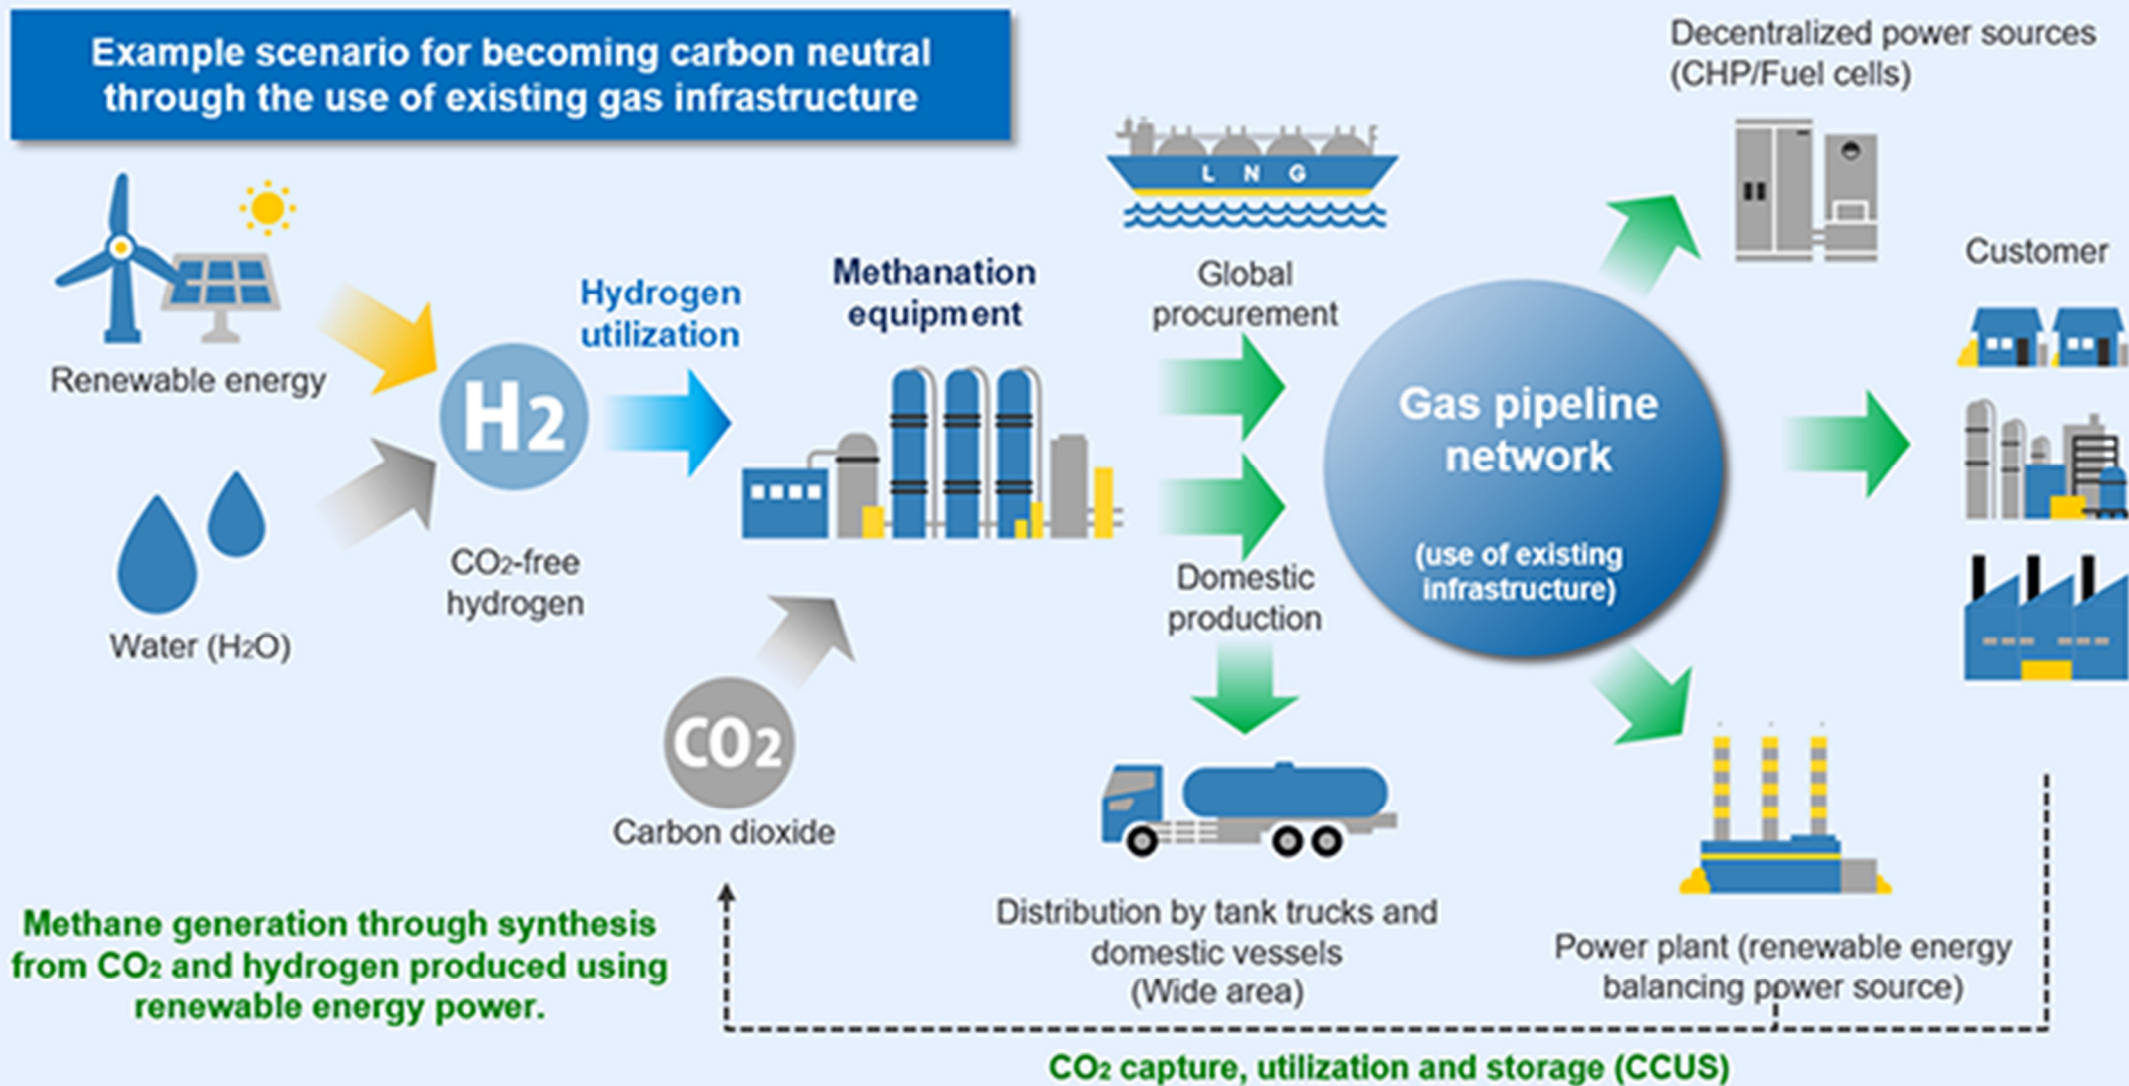 Example scenario for becoming carbon neutral
through the use of existing gas infrastructure
Decentralized power sources
(CHP/Fuel cells)
L N G
Customer
Methanation
equipment
Global
procurement
Hydrogen
utilization
Renewable energy
H2
Gas pipeline
network
(use of existing
infrastructure)
CO2-free
hydrogen
Domestic
production
Water (H2O)
CO2
Carbon dioxide
Distribution by tank trucks and
domestic vessels
(Wide area)
Power plant (renewable energy
balancing power source)
Methane generation through synthesis
from CO2 and hydrogen produced using
renewable energy power.
CO2 capture, utilization and storage (CCUS)